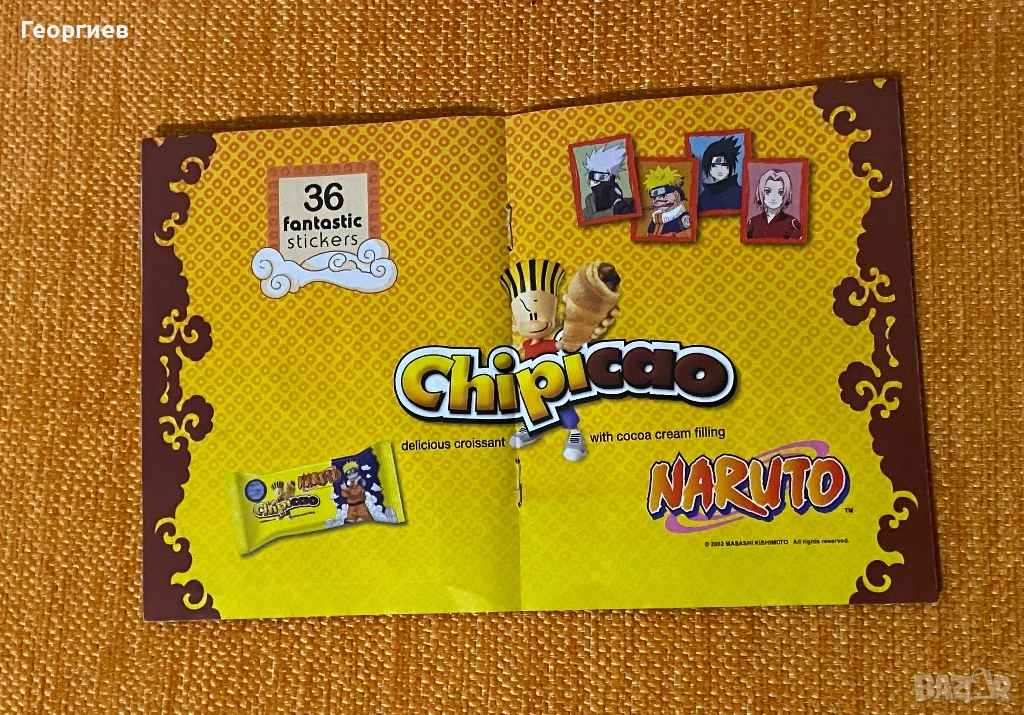 Георгиев
36
fantastic
stickers
Chipicao
delicious croissant with cocoa cream filling
NARUTO
Chipicao
NARUTO™
© 2002 MASASHI KISHIMOTO All rights reserved.
BAZAR